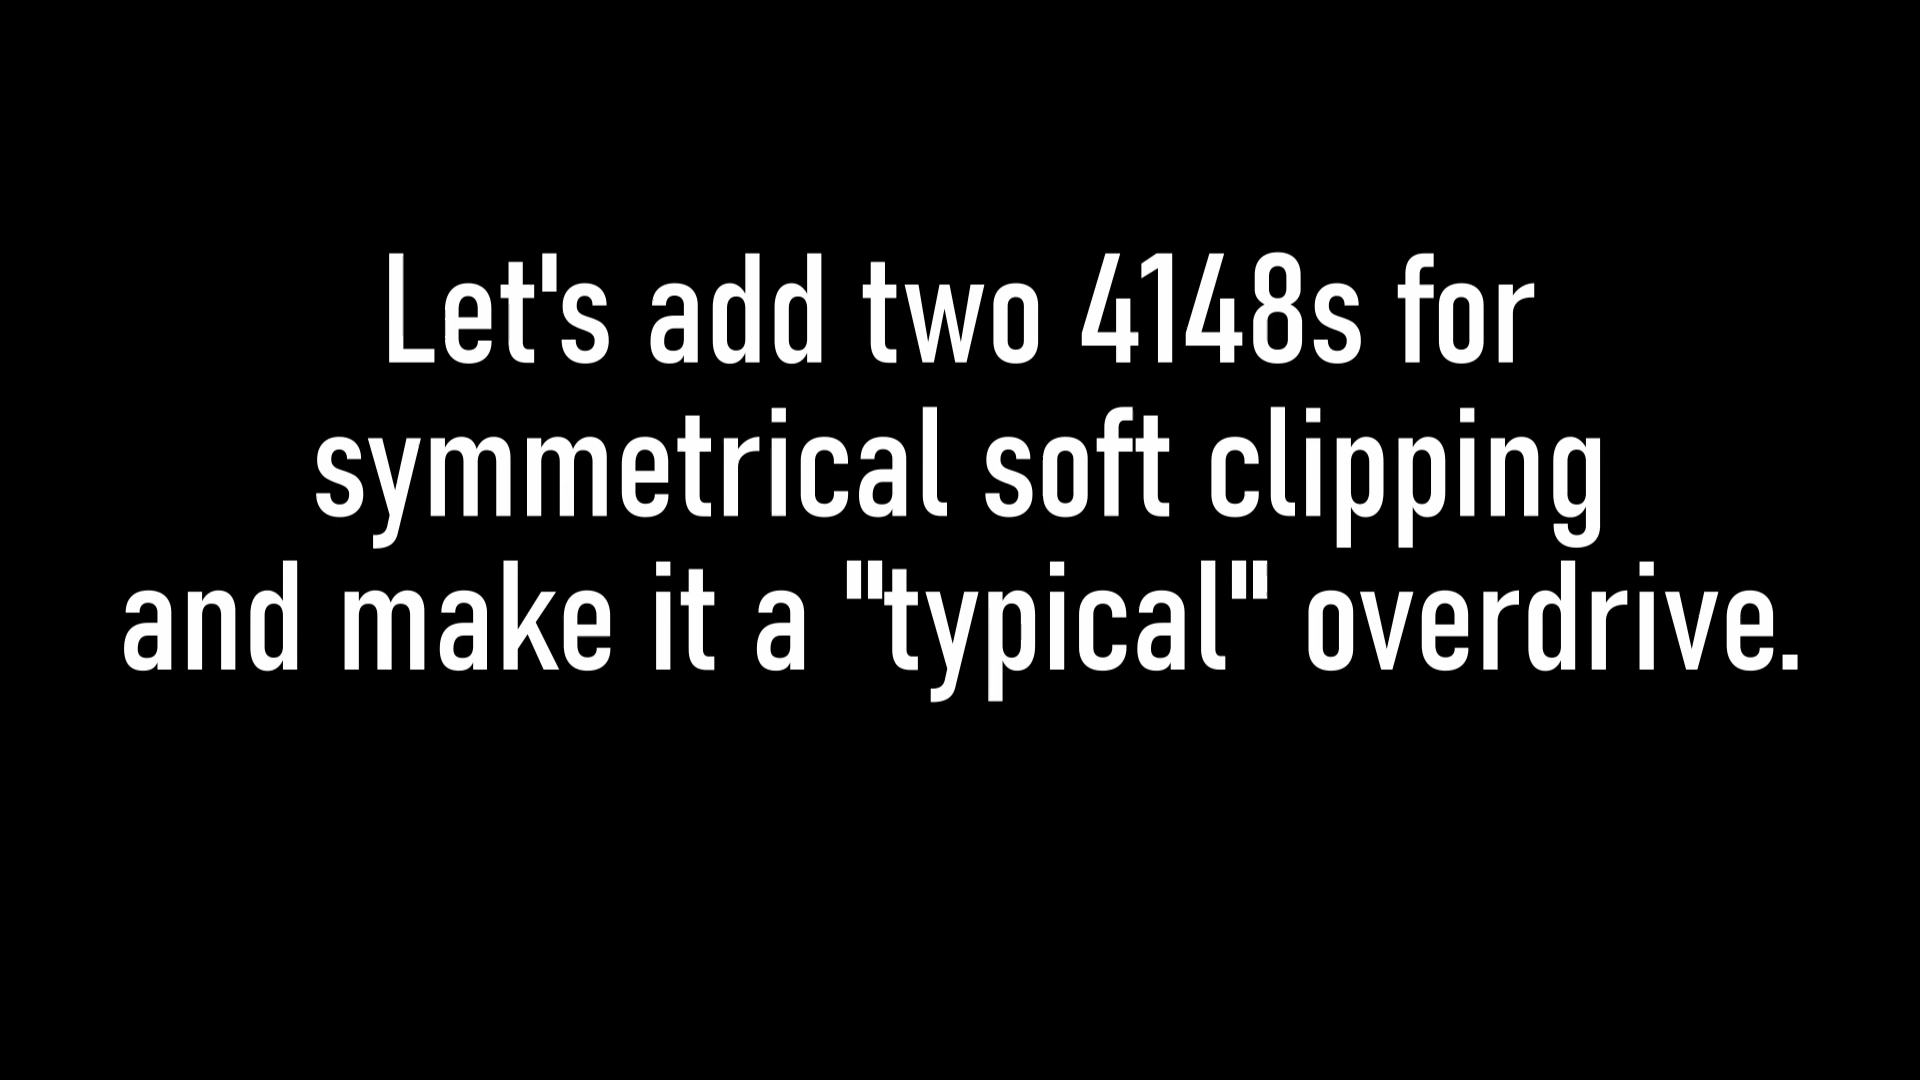 Let's add two 4148s for
symmetrical soft clipping
and make it a "typical" overdrive.